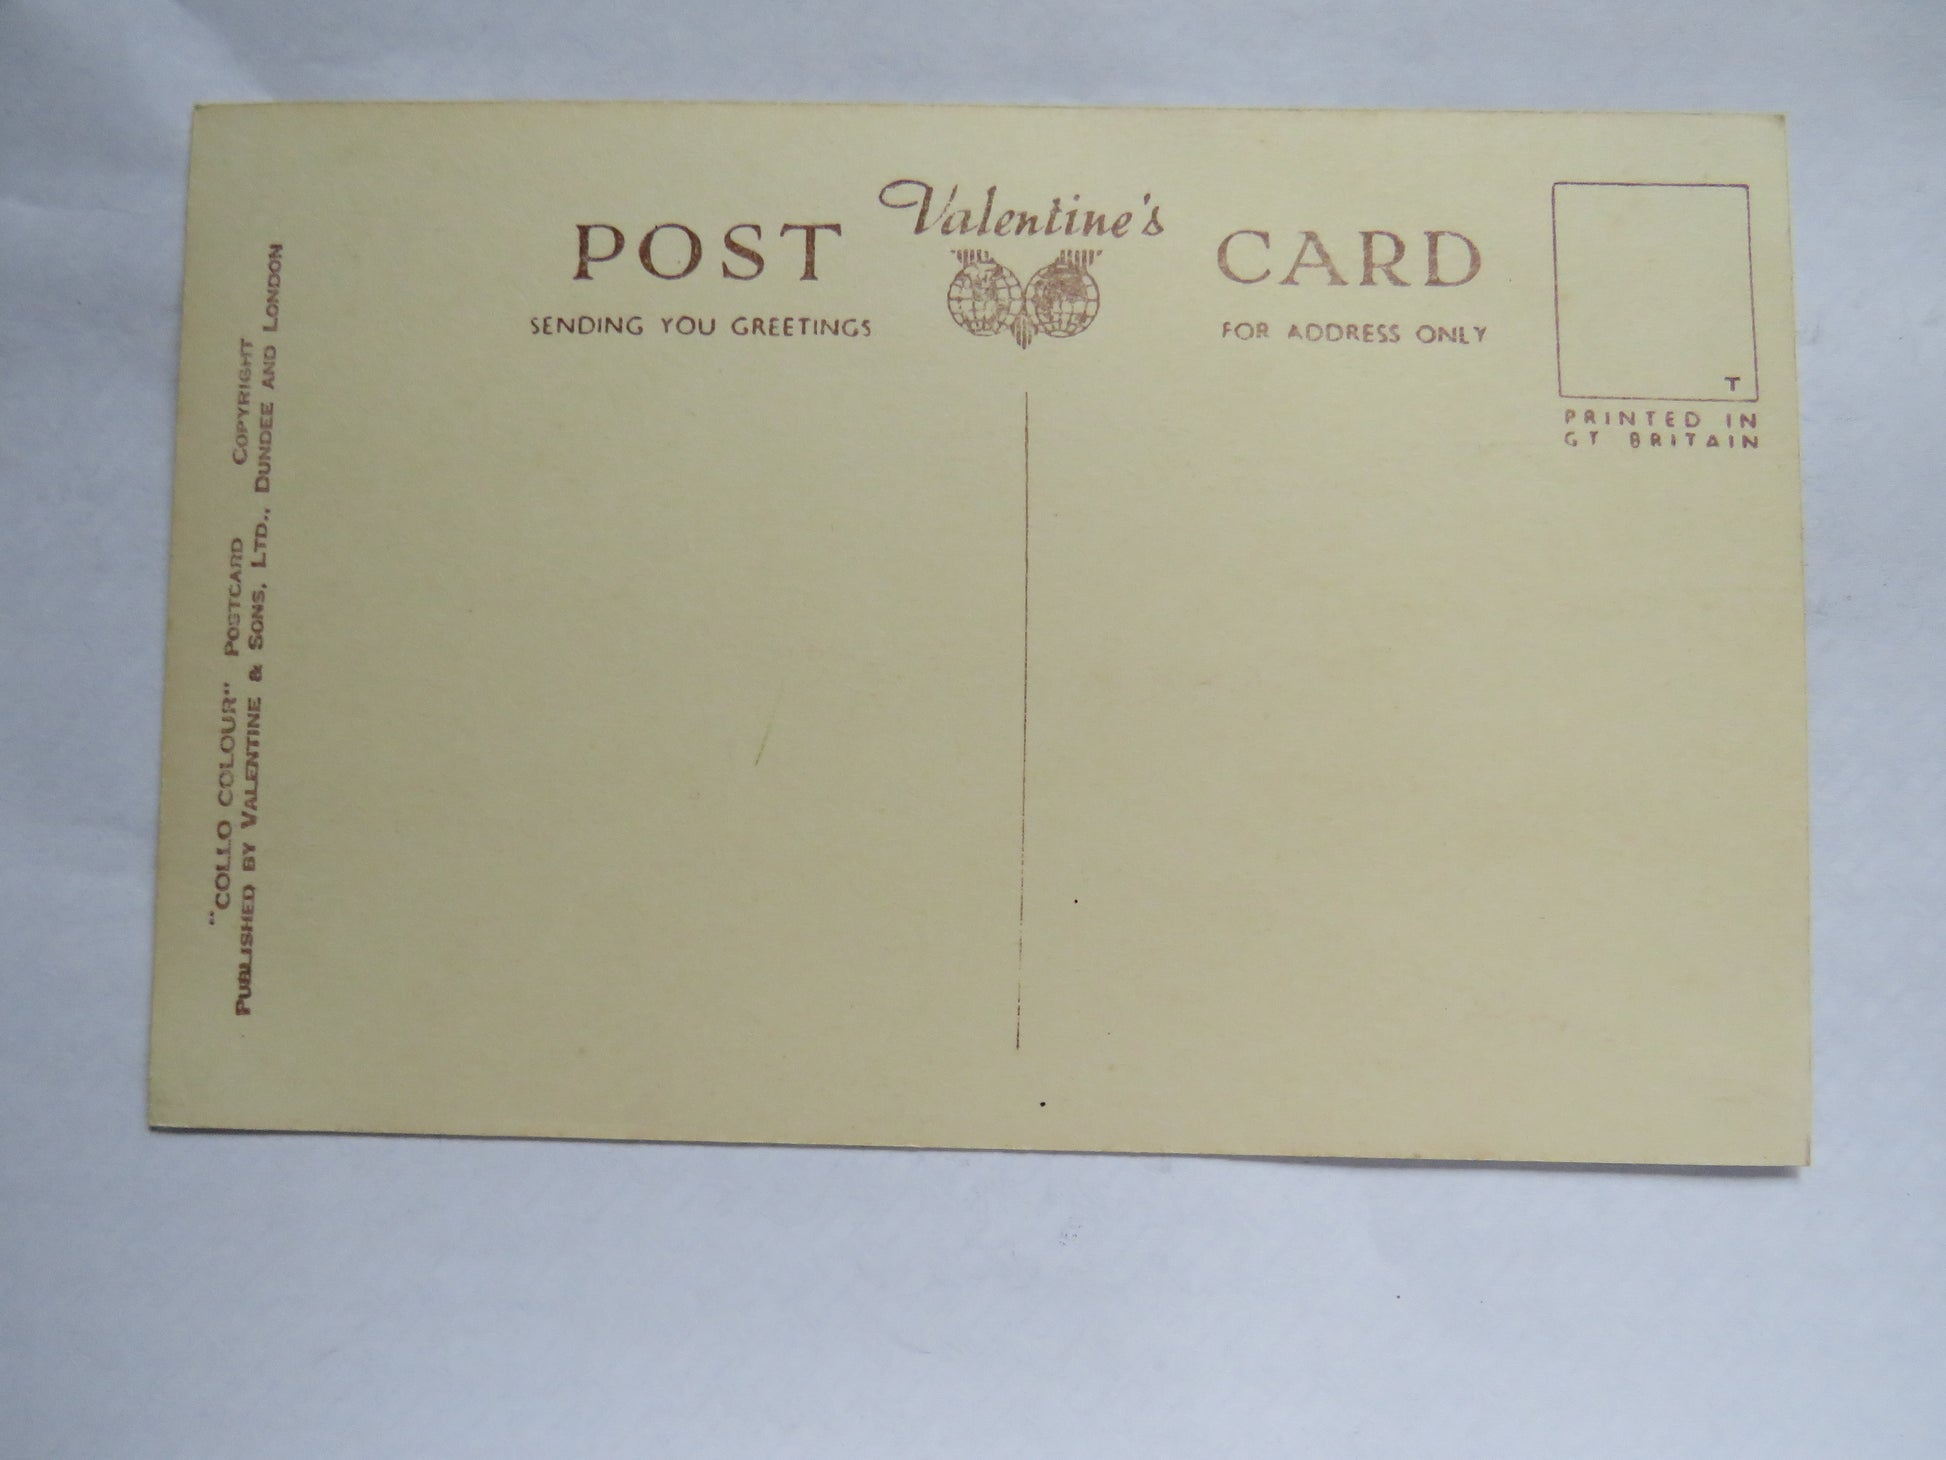 POST Valentine's CARD
SENDING YOU GREETINGS
FOR ADDRESS ONLY
T
PRINTED IN
GT BRITAIN
"COLLO COLOUR" POSTCARD COPYRIGHT
PUBLISHED BY VALENTINE & SONS, LTD., DUNDEE AND LONDON